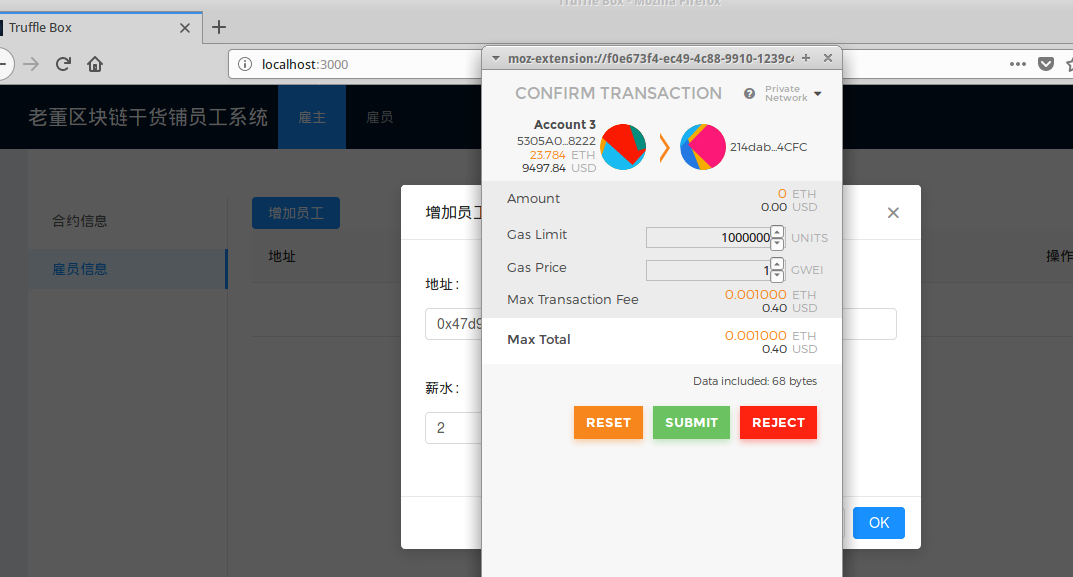 Truffle Box - Mozilla Firefox
Truffle Box
localhost:3000
moz-extension://f0e673f4-ec49-4c88-9910-1239c4
老董区块链干货铺员工系统
雇主
雇员
合约信息
雇员信息
增加员工
地址
操作
增加员工
地址：
0x47d9
薪水：
2
OK
CONFIRM TRANSACTION
Private
Network
Account 3
5305A0...8222
23.784 ETH
9497.84 USD
214dab...4CFC
Amount
0 ETH
0.00 USD
Gas Limit
1000000 UNITS
Gas Price
1 GWEI
Max Transaction Fee
0.001000 ETH
0.40 USD
Max Total
0.001000 ETH
0.40 USD
Data included: 68 bytes
RESET
SUBMIT
REJECT